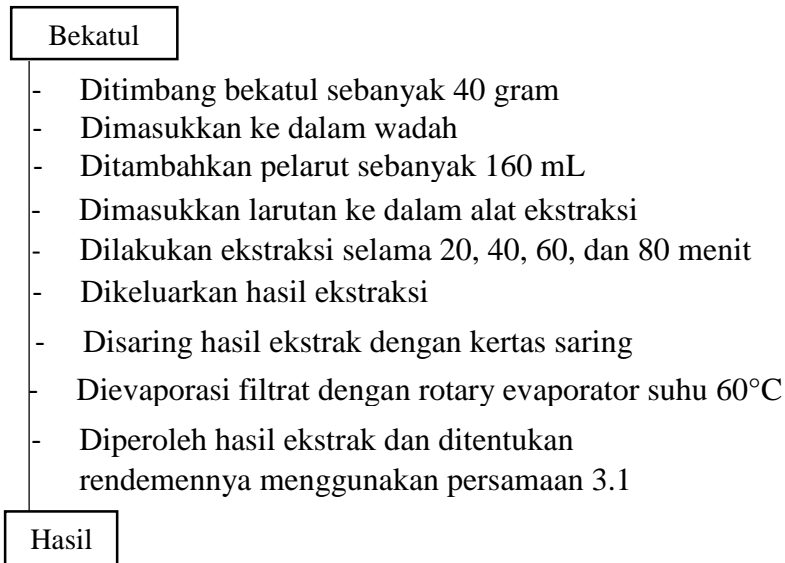 Bekatul
- Ditimbang bekatul sebanyak 40 gram
- Dimasukkan ke dalam wadah
- Ditambahkan pelarut sebanyak 160 mL
- Dimasukkan larutan ke dalam alat ekstraksi
- Dilakukan ekstraksi selama 20, 40, 60, dan 80 menit
- Dikeluarkan hasil ekstraksi
- Disaring hasil ekstrak dengan kertas saring
- Dievaporasi filtrat dengan rotary evaporator suhu 60°C
- Diperoleh hasil ekstrak dan ditentukan
rendemennya menggunakan persamaan 3.1
Hasil